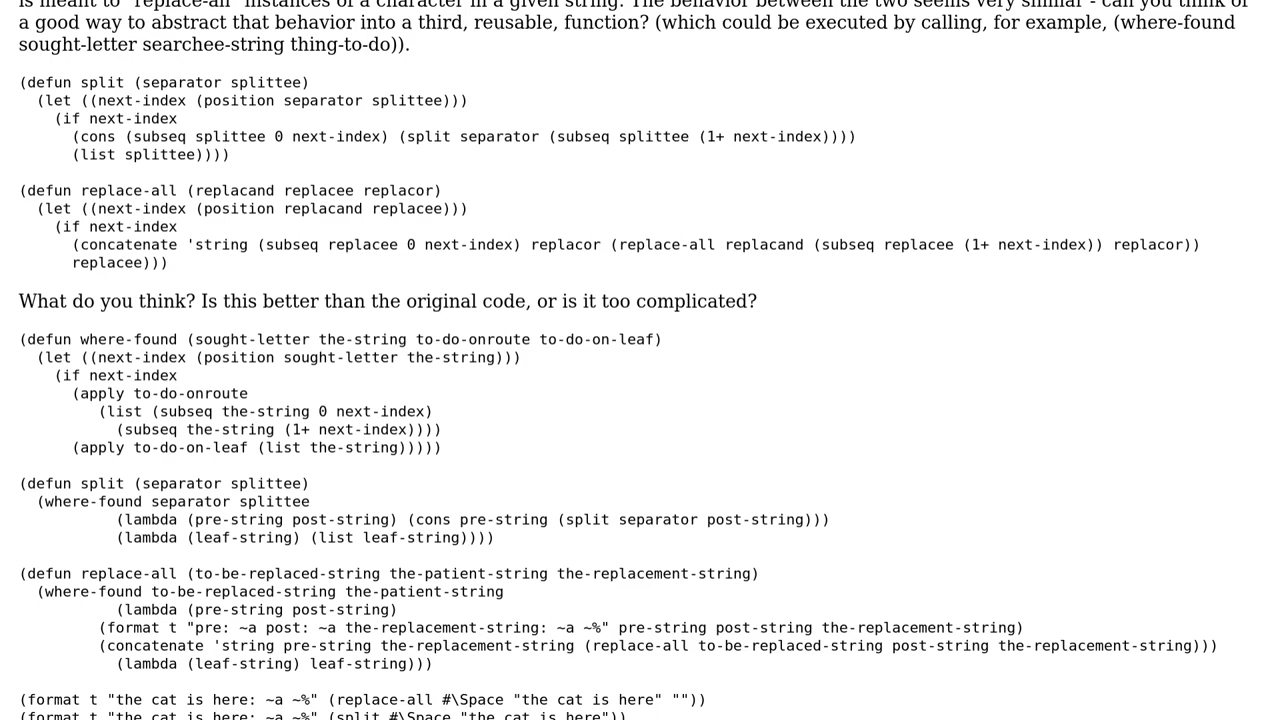 is meant to "replace-all" instances of a character in a given string. The behavior between the two seems very similar - can you think of
a good way to abstract that behavior into a third, reusable, function? (which could be executed by calling, for example, (where-found
sought-letter searchee-string thing-to-do)).
(defun split (separator splittee)
(let ((next-index (position separator splittee)))
(if next-index
(cons (subseq splittee 0 next-index) (split separator (subseq splittee (1+ next-index))))
(list splittee))))
(defun replace-all (replacand replacee replacor)
(let ((next-index (position replacand replacee)))
(if next-index
(concatenate 'string (subseq replacee 0 next-index) replacor (replace-all replacand (subseq replacee (1+ next-index)) replacor))
replacee)))
What do you think? Is this better than the original code, or is it too complicated?
(defun where-found (sought-letter the-string to-do-onroute to-do-on-leaf)
(let ((next-index (position sought-letter the-string)))
(if next-index
(apply to-do-onroute
(list (subseq the-string 0 next-index)
(subseq the-string (1+ next-index))))
(apply to-do-on-leaf (list the-string)))))
(defun split (separator splittee)
(where-found separator splittee
(lambda (pre-string post-string) (cons pre-string (split separator post-string)))
(lambda (leaf-string) (list leaf-string))))
(defun replace-all (to-be-replaced-string the-patient-string the-replacement-string)
(where-found to-be-replaced-string the-patient-string
(lambda (pre-string post-string)
(format t "pre: ~a post: ~a the-replacement-string: ~a ~%" pre-string post-string the-replacement-string)
(concatenate 'string pre-string the-replacement-string (replace-all to-be-replaced-string post-string the-replacement-string)))
(lambda (leaf-string) leaf-string)))
(format t "the cat is here: ~a ~%" (replace-all #\Space "the cat is here" ""))
(format t "the cat is here: ~a ~%" (split #\Space "the cat is here"))